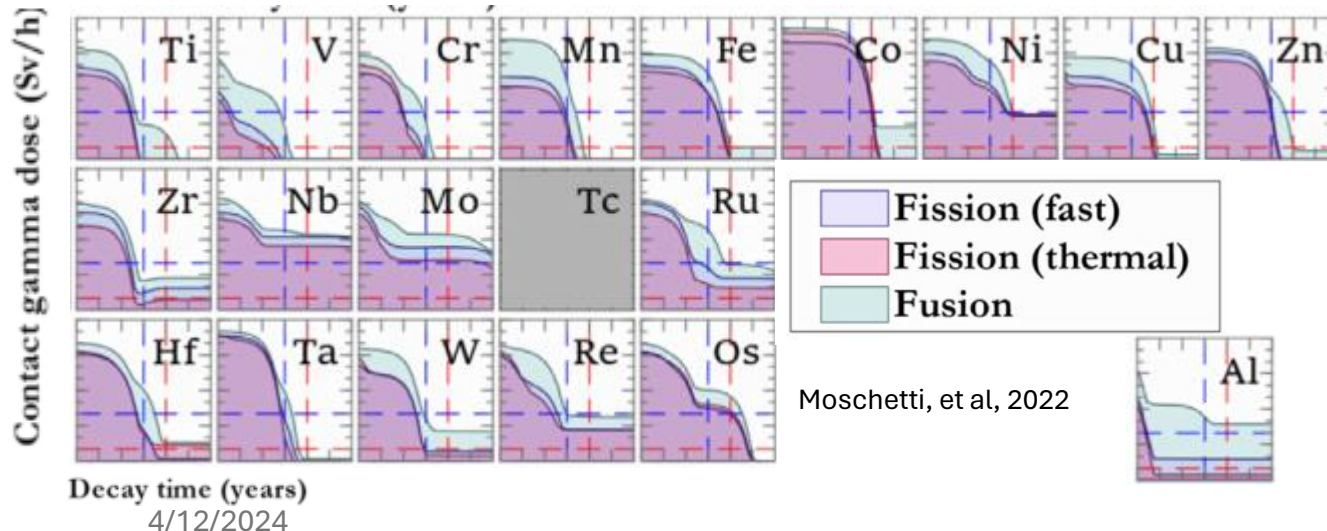 Contact gamma dose (Sv/h)
Ti V Cr Mn Fe Co Ni Cu Zn
Zr Nb Mo Tc Ru
Fission (fast)
Fission (thermal)
Fusion
Hf Ta W Re Os
Moschetti, et al, 2022
Al
Decay time (years)
4/12/2024